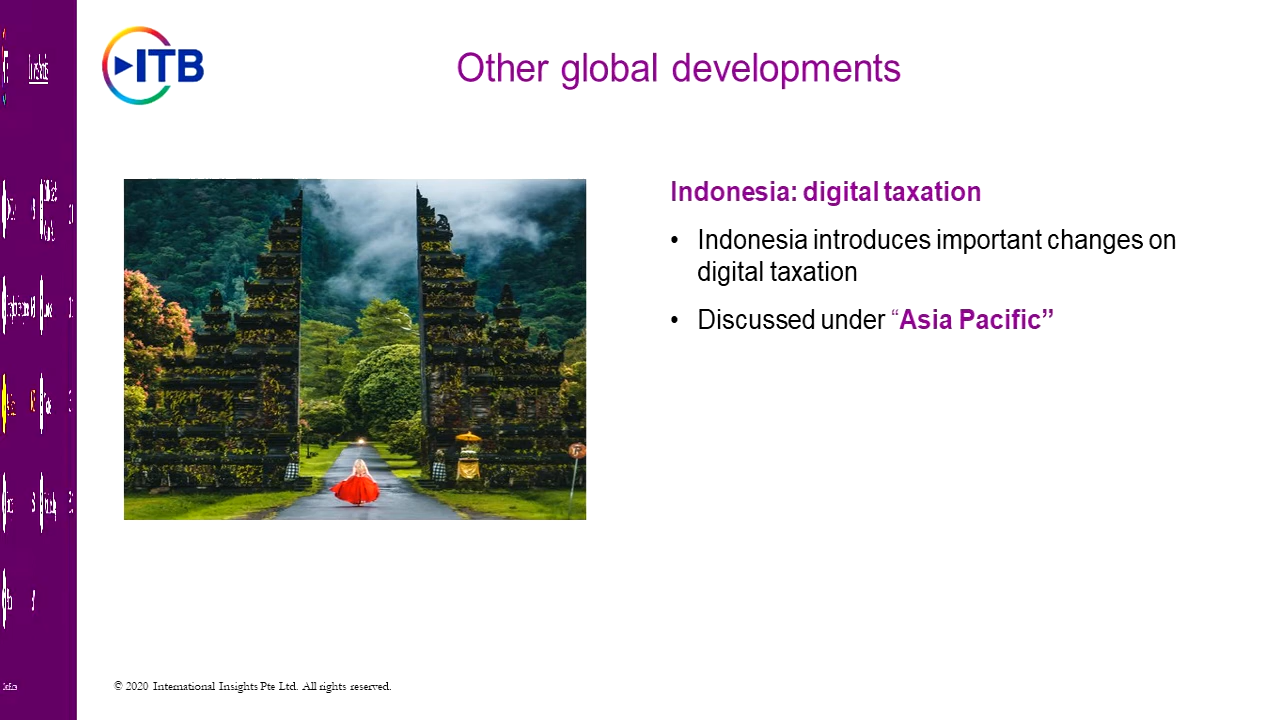 ITB
Other global developments
Indonesia: digital taxation
• Indonesia introduces important changes on
digital taxation
• Discussed under “Asia Pacific”
© 2020 International Insights Pte Ltd. All rights reserved.